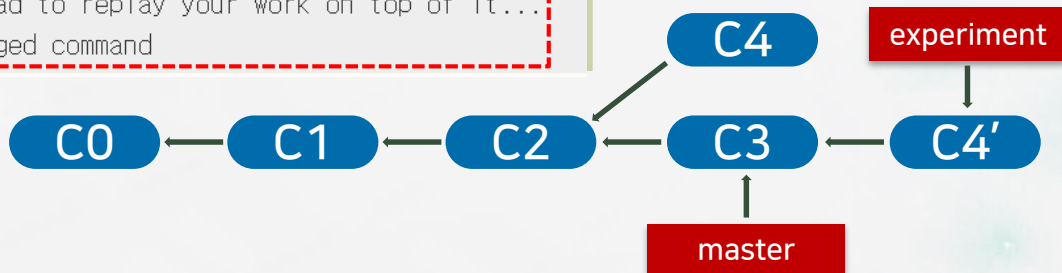 ad to replay your work on top of it...
ged command
C4
experiment
C0
C1
C2
C3
C4'
master